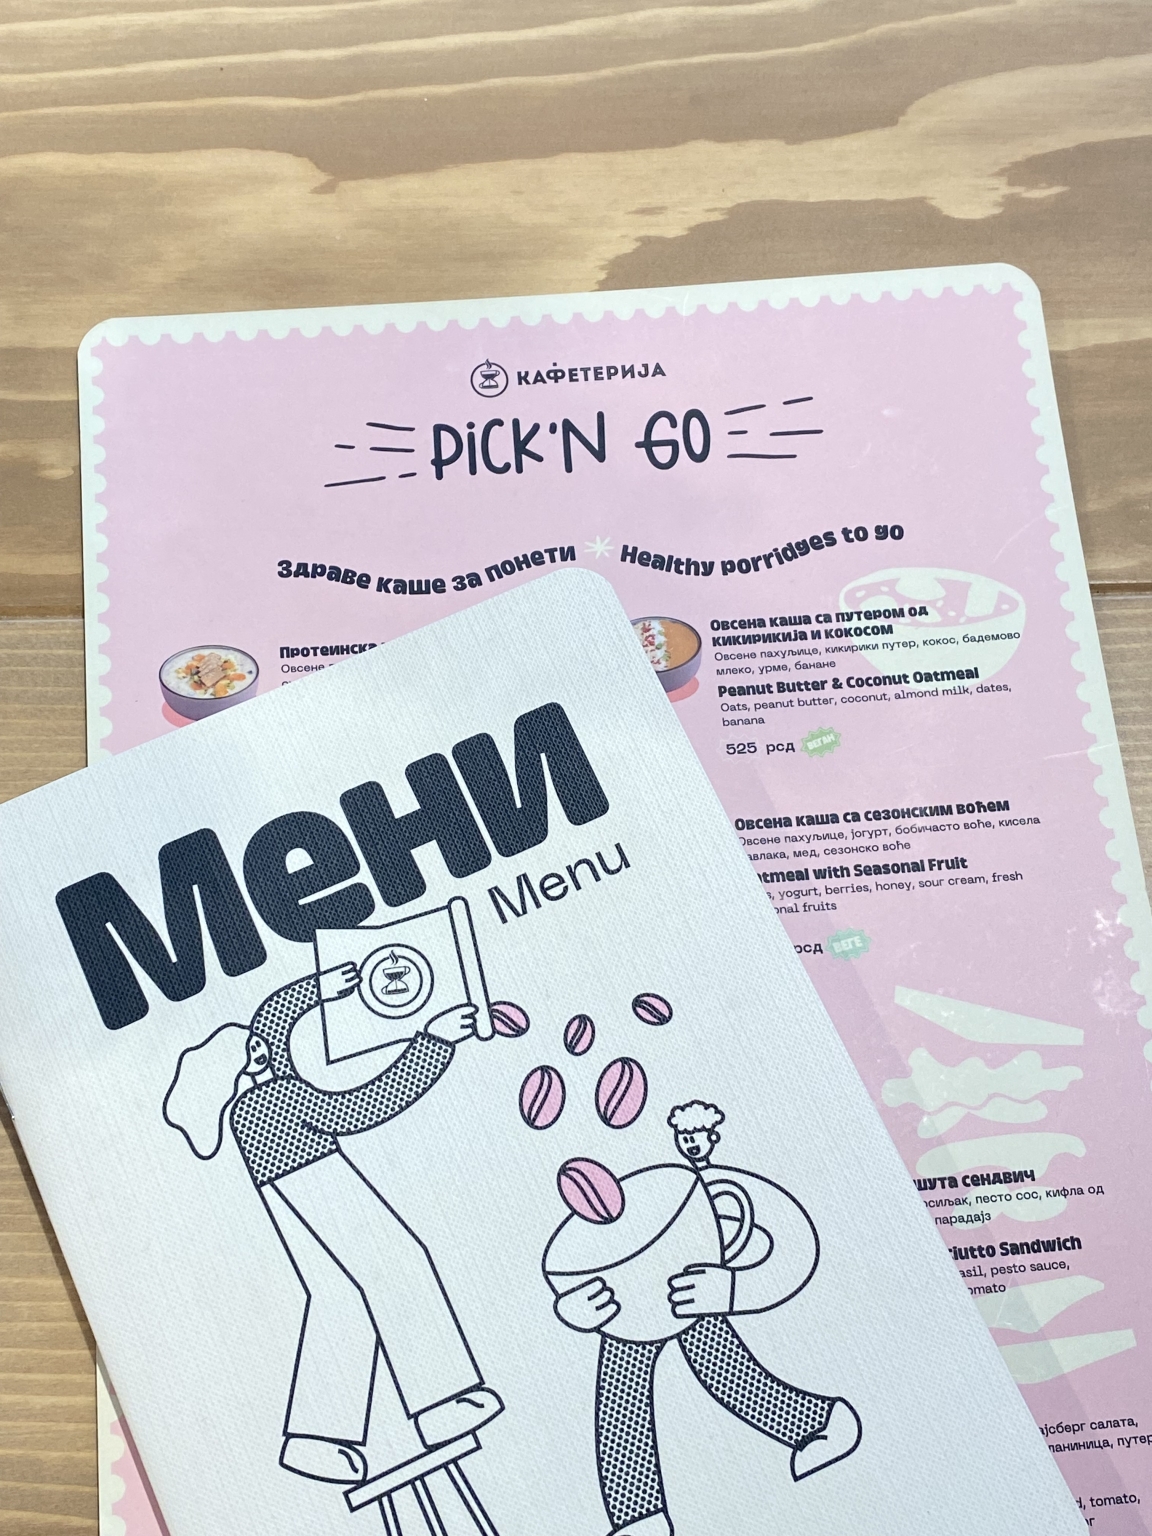 КАФЕТЕРИЈА
PICK'N GO
Здраве каше за понети
Healthy porridges to go
Овсене
Овсена каша са путером од
кикирикија и кокосом
Овсене пахуљице, кикирики путер, кокос, бадемово
млеко, урме, банане
Peanut Butter & Coconut Oatmeal
Oats, peanut butter, coconut, almond milk, dates,
banana
525 рсд ВЕГАН
Овсена каша са сезонским воћем
Овсене пахуљице, јогурт, бобичасто воће, кисела
мед, сезонско воће
with Seasonal Fruit
yogurt, berries, honey, sour cream, fresh
fruits
рсд ВЕГЕ
сендвич
песто сос, кифла од
парадајз
Sandwich
pesto sauce,
салата,
tomato,
Мени
Menu